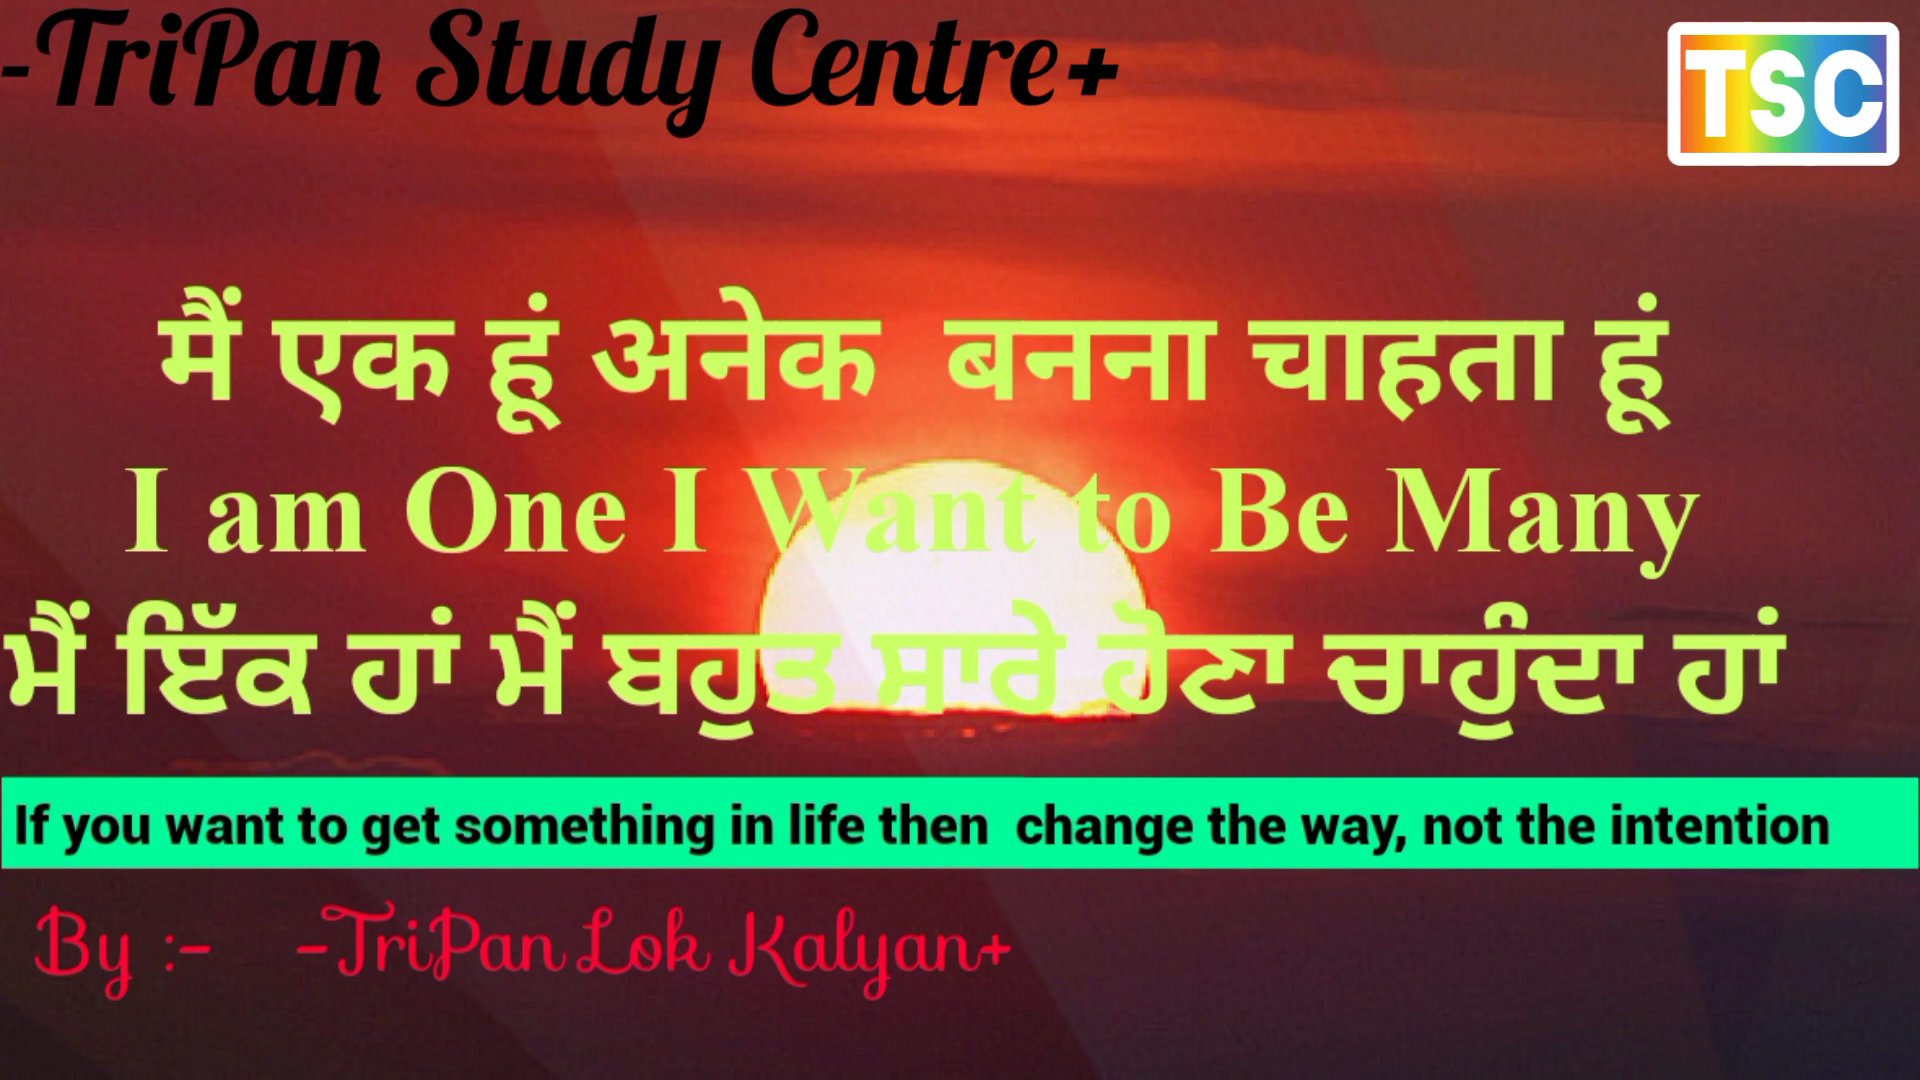 -TriPan Study Centre+
TSC
मैं एक हूं अनेक  बनना चाहता हूं
I am One I Want to Be Many
ਮੈਂ ਇੱਕ ਹਾਂ ਮੈਂ ਬਹੁਤ ਸਾਰੇ ਹੋਣਾ ਚਾਹੁੰਦਾ ਹਾਂ
If you want to get something in life then  change the way, not the intention
By :-    -TriPan Lok Kalyan+